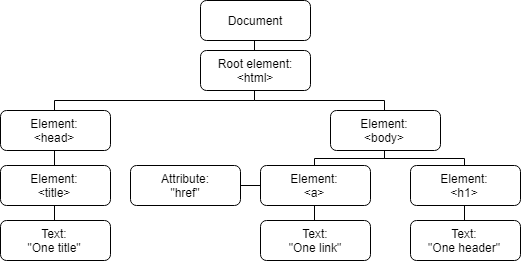 Document
Root element:
<html>
Element:
<head>
Element:
<body>
Element:
<title>
Attribute:
"href"
Element:
<a>
Element:
<h1>
Text:
"One title"
Text:
"One link"
Text:
"One header"